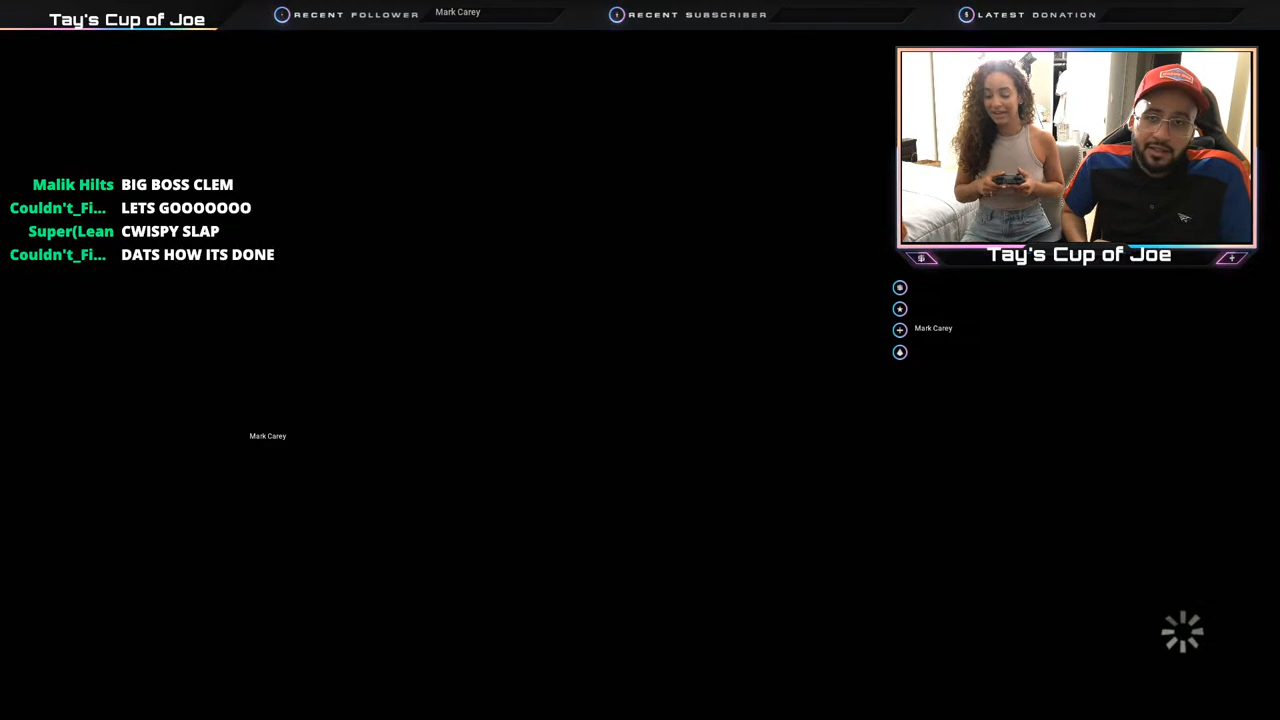 Tay's Cup of Joe
RECENT FOLLOWER
Mark Carey
RECENT SUBSCRIBER
LATEST DONATION
Malik Hilts BIG BOSS CLEM
Couldn't_Fi... LETS GOOOOOOO
Super(Lean CWISPY SLAP
Couldn't_Fi... DATS HOW ITS DONE
Tay's Cup of Joe
Mark Carey
Mark Carey